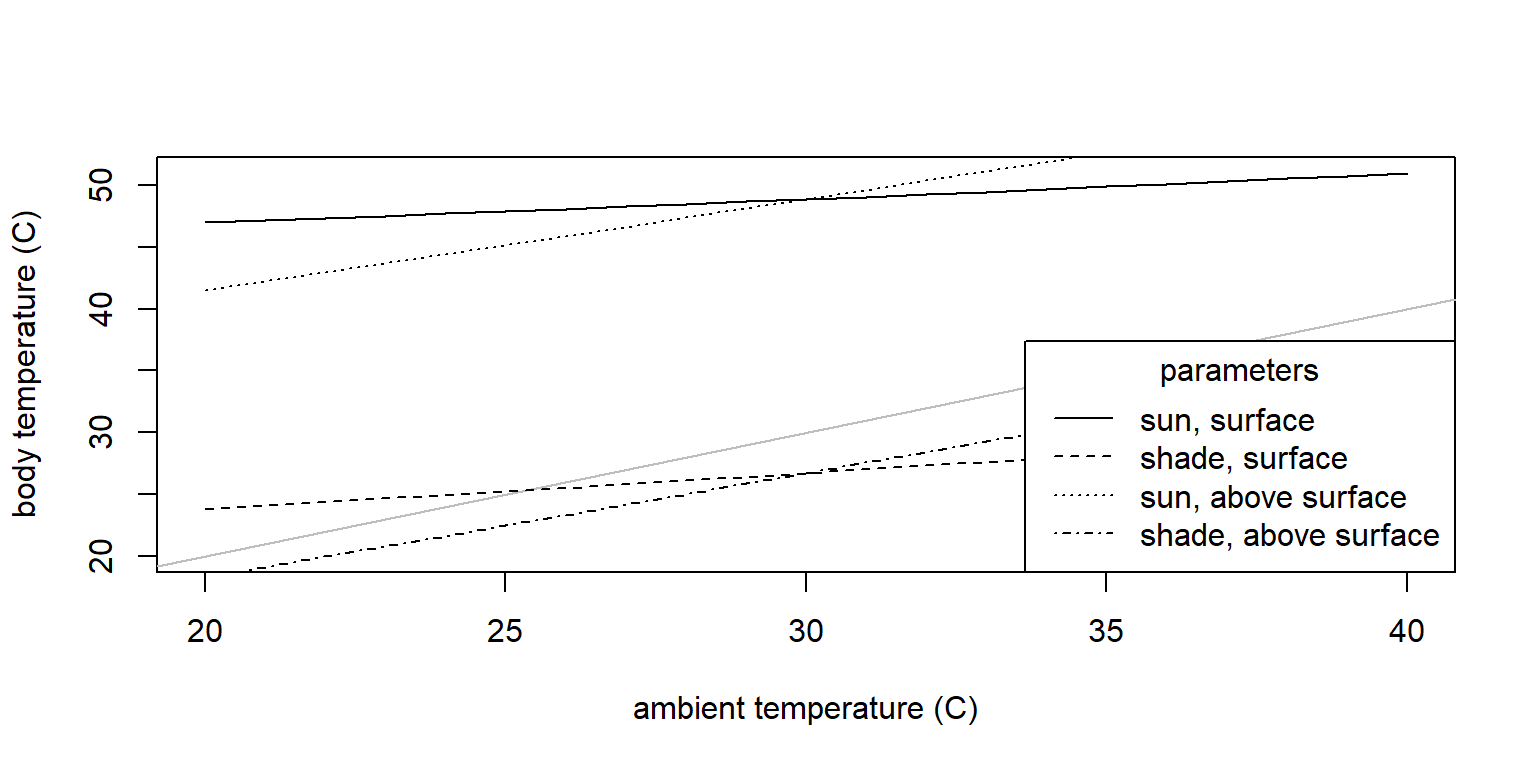 body temperature (C)
50
40
30
20
parameters
sun, surface
shade, surface
sun, above surface
shade, above surface
20 25 30 35 40
ambient temperature (C)